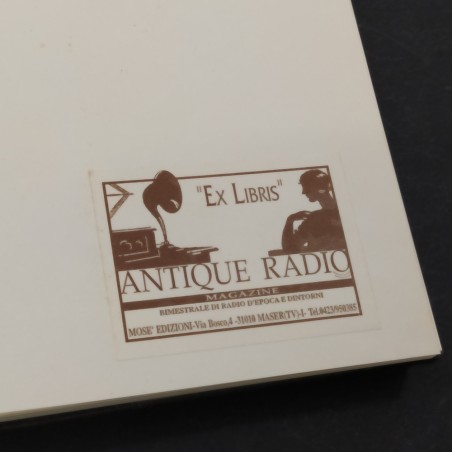 "EX LIBRIS"
ANTIQUE RADIO
MAGAZINE
BIMESTRALE DI RADIO D'EPOCA E DINTORNI
MOSE' EDIZIONI-Via Bosco,4 -31010 MASER(TV)-I- Tel.0423/950385